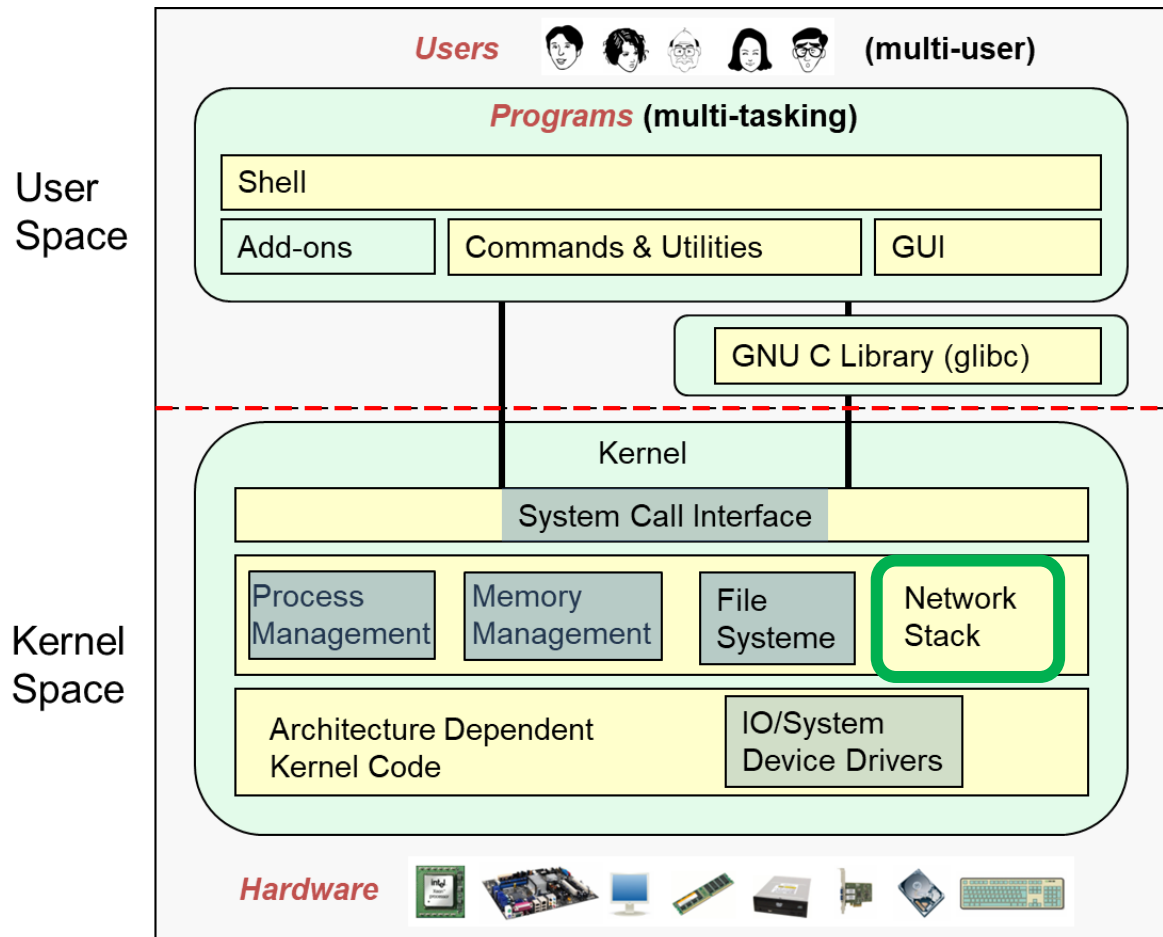 Users (multi-user)
Programs (multi-tasking)
User
Space
Shell
Add-ons
Commands & Utilities
GUI
GNU C Library (glibc)
Kernel
Space
Kernel
System Call Interface
Process
Management
Memory
Management
File
Systeme
Network
Stack
Architecture Dependent
Kernel Code
IO/System
Device Drivers
Hardware
intel